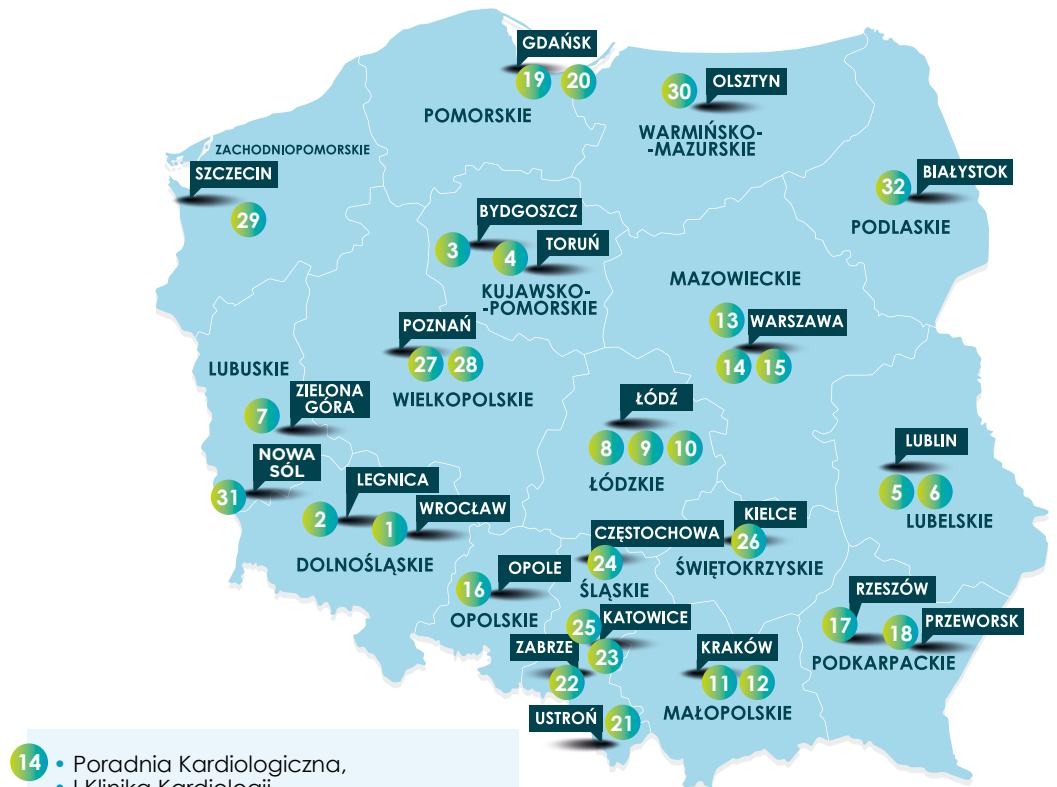 GDAŃSK
19 20
POMORSKIE
30 OLSZTYN
WARMIŃSKO-
-MAZURSKIE
ZACHODNIOPOMORSKIE
SZCZECIN
29
32 BIAŁYSTOK
PODLASKIE
BYDGOSZCZ
3
4 TORUŃ
KUJAWSKO-
-POMORSKIE
MAZOWIECKIE
13 WARSZAWA
14 15
POZNAŃ
27 28
WIELKOPOLSKIE
LUBUSKIE
ZIELONA
GÓRA
7
NOWA
SÓL
31
ŁÓDŹ
8 9 10
ŁÓDZKIE
LUBLIN
5 6
LUBELSKIE
LEGNICA
2
1 WROCŁAW
DOLNOŚLĄSKIE
CZĘSTOCHOWA
24
ŚLĄSKIE
KIELCE
26
ŚWIĘTOKRZYSKIE
16 OPOLE
OPOLSKIE
RZESZÓW
17
18 PRZEWORSK
PODKARPACKIE
25 KATOWICE
23
ZABRZE
22
KRAKÓW
11 12
MAŁOPOLSKIE
USTROŃ 21
14 • Poradnia Kardiologiczna,
• I Klinika Kardiologii